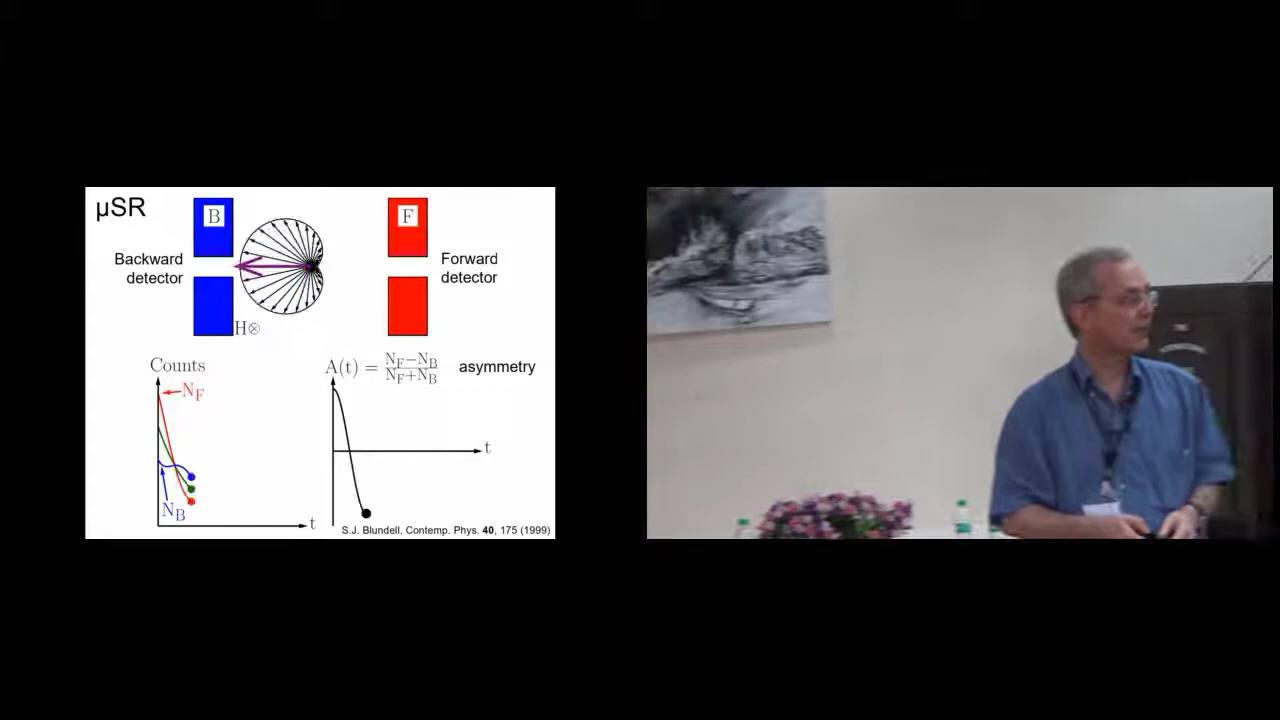 µSR
B
F
Backward
detector
Forward
detector
H⊗
Counts
N_F
N_B
t
A(t) = N_F−N_B / N_F+N_B
asymmetry
t
S.J. Blundell, Contemp. Phys. 40, 175 (1999)